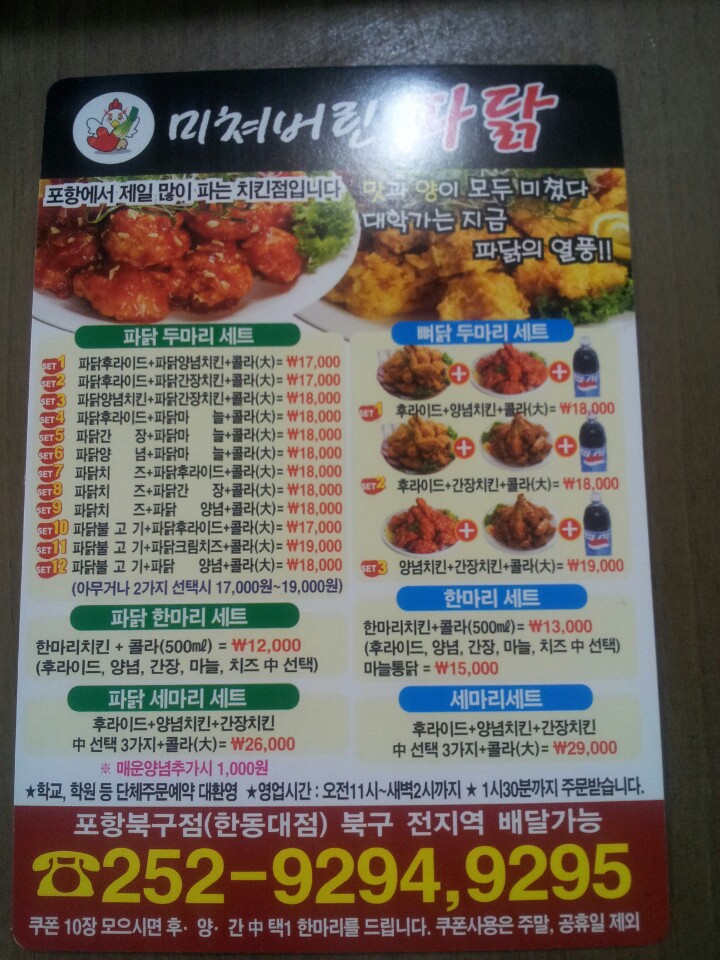 미쳐버린 파닭
포항에서 제일 많이 파는 치킨점입니다
맛과 양이 모두 미쳤다
대학가는 지금
파닭의 열풍!!
파닭 두마리 세트
SET1 파닭후라이드+파닭양념치킨+콜라(大)= ₩17,000
SET2 파닭후라이드+파닭간장치킨+콜라(大)= ₩17,000
SET3 파닭양념치킨+파닭간장치킨+콜라(大)= ₩18,000
SET4 파닭후라이드+파닭마 늘+콜라(大)= ₩18,000
SET5 파닭간 장+파닭마 늘+콜라(大)= ₩18,000
SET6 파닭양 념+파닭마 늘+콜라(大)= ₩18,000
SET7 파닭치 즈+파닭후라이드+콜라(大)= ₩18,000
SET8 파닭치 즈+파닭간 장+콜라(大)= ₩18,000
SET9 파닭치 즈+파닭 양념+콜라(大)= ₩18,000
SET10 파닭불 고 기+파닭후라이드+콜라(大)= ₩17,000
SET11 파닭불 고 기+파닭크림치즈+콜라(大)= ₩19,000
SET12 파닭불 고 기+파닭 양념+콜라(大)= ₩18,000
(아무거나 2가지 선택시 17,000원~19,000원)
파닭 한마리 세트
한마리치킨 + 콜라(500㎖) = ₩12,000
(후라이드, 양념, 간장, 마늘, 치즈 中 선택)
파닭 세마리 세트
후라이드+양념치킨+간장치킨
中 선택 3가지+콜라(大)= ₩26,000
※ 매운양념추가시 1,000원
뼈닭 두마리 세트
SET1 후라이드+양념치킨+콜라(大)= ₩18,000
SET2 후라이드+간장치킨+콜라(大)= ₩18,000
SET3 양념치킨+간장치킨+콜라(大)= ₩19,000
한마리 세트
한마리치킨+콜라(500㎖)= ₩13,000
(후라이드, 양념, 간장, 마늘, 치즈 中 선택)
마늘통닭 = ₩15,000
세마리세트
후라이드+양념치킨+간장치킨
中 선택 3가지+콜라(大)= ₩29,000
★학교, 학원 등 단체주문예약 대환영 ★영업시간 : 오전11시~새벽2시까지 ★ 1시30분까지 주문받습니다.
포항북구점(한동대점) 북구 전지역 배달가능
☎252-9294,9295
쿠폰 10장 모으시면 후· 양· 간 中 택1 한마리를 드립니다. 쿠폰사용은 주말, 공휴일 제외